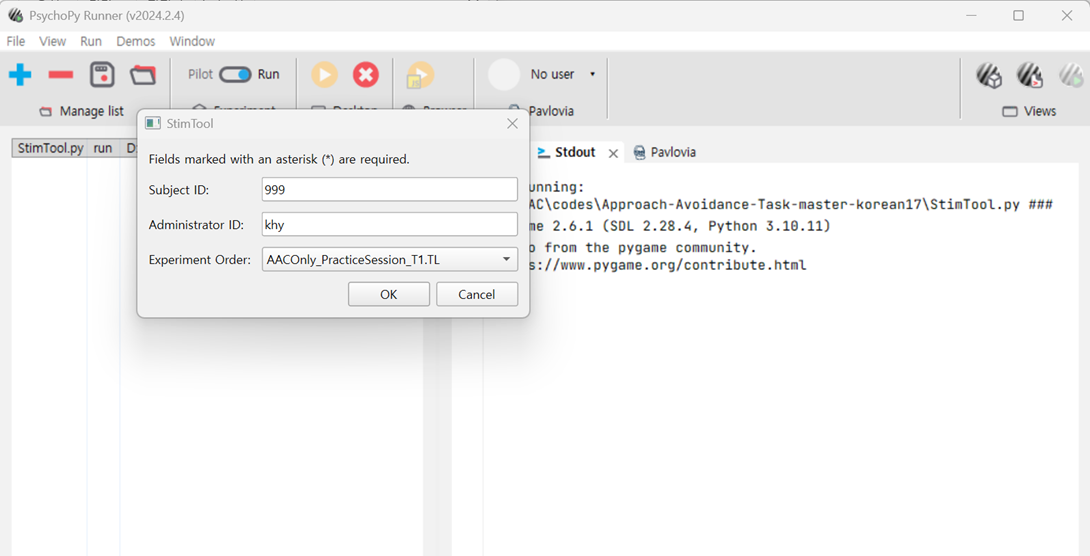 PsychoPy Runner (v2024.2.4)
File View Run Demos Window
Pilot Run No user
Manage list Pavlovia Views
StimTool
StimTool.py run
Fields marked with an asterisk (*) are required.
Subject ID: 999
Administrator ID: khy
Experiment Order: AACOnly_PracticeSession_T1.TL
OK Cancel
Stdout Pavlovia
unning:
AC\codes\Approach-Avoidance-Task-master-korean17\StimTool.py ###
me 2.6.1 (SDL 2.28.4, Python 3.10.11)
o from the pygame community.
s://www.pygame.org/contribute.html